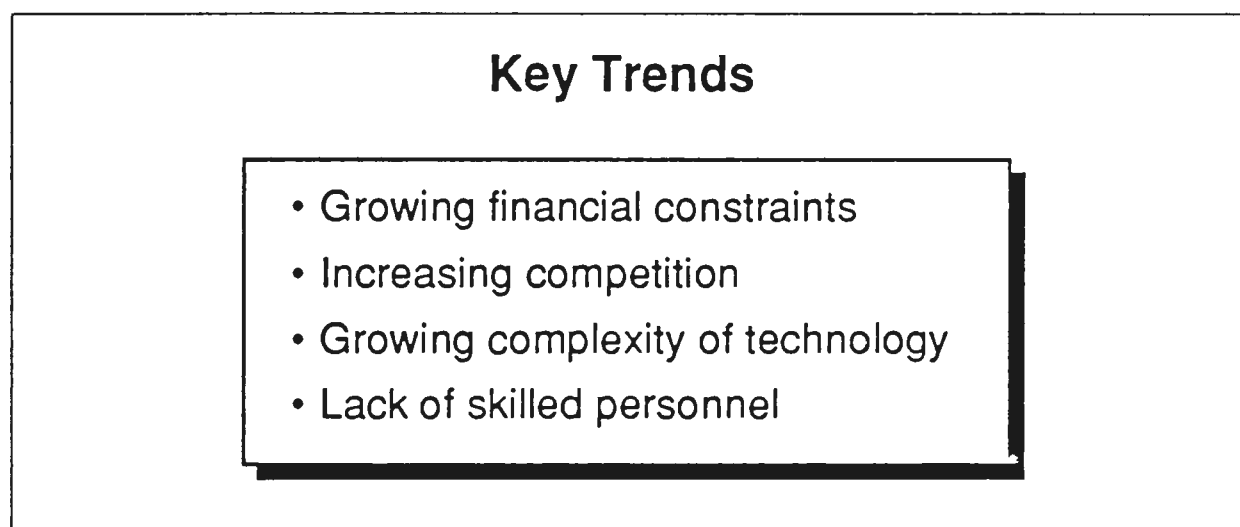 Key Trends
• Growing financial constraints
• Increasing competition
• Growing complexity of technology
• Lack of skilled personnel